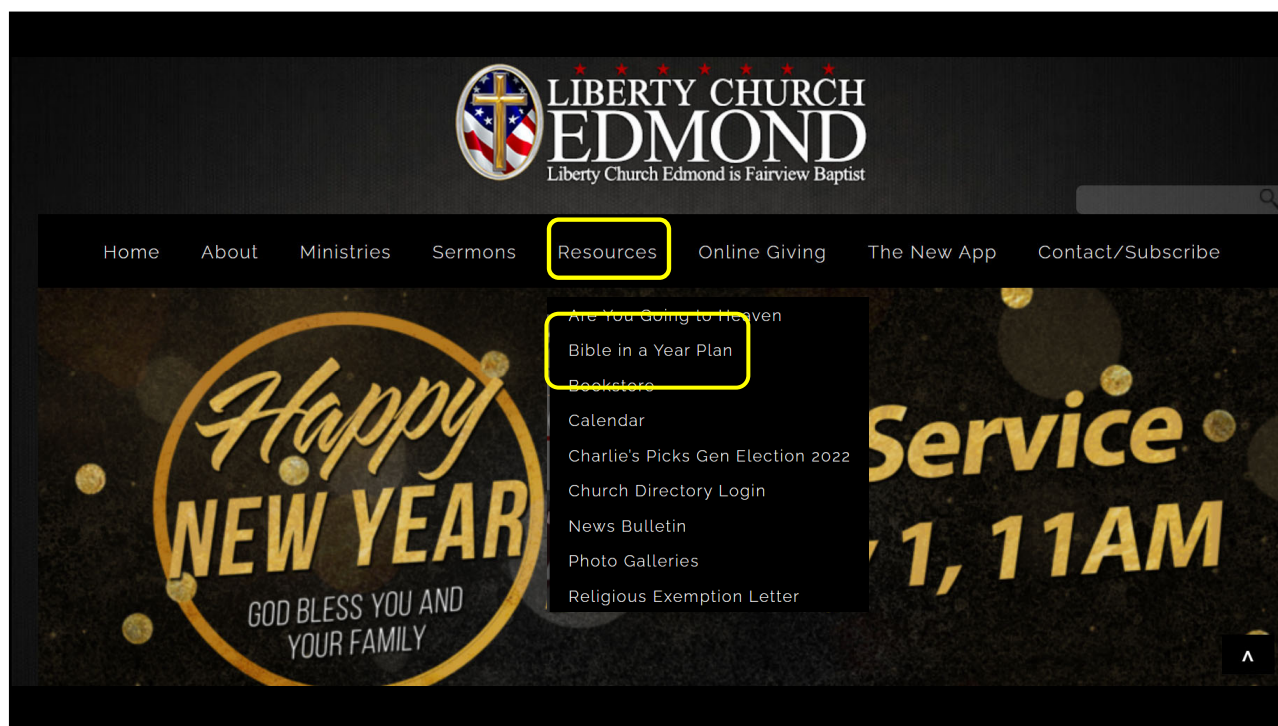 LIBERTY CHURCH
EDMOND
Liberty Church Edmond is Fairview Baptist
Home About Ministries Sermons Resources Online Giving The New App Contact/Subscribe
Are You Going to Heaven
Bible in a Year Plan
Bookstore
Calendar
Charlie's Picks Gen Election 2022
Church Directory Login
News Bulletin
Photo Galleries
Religious Exemption Letter
Happy
NEW YEAR
GOD BLESS YOU AND
YOUR FAMILY
Service
1, 11AM